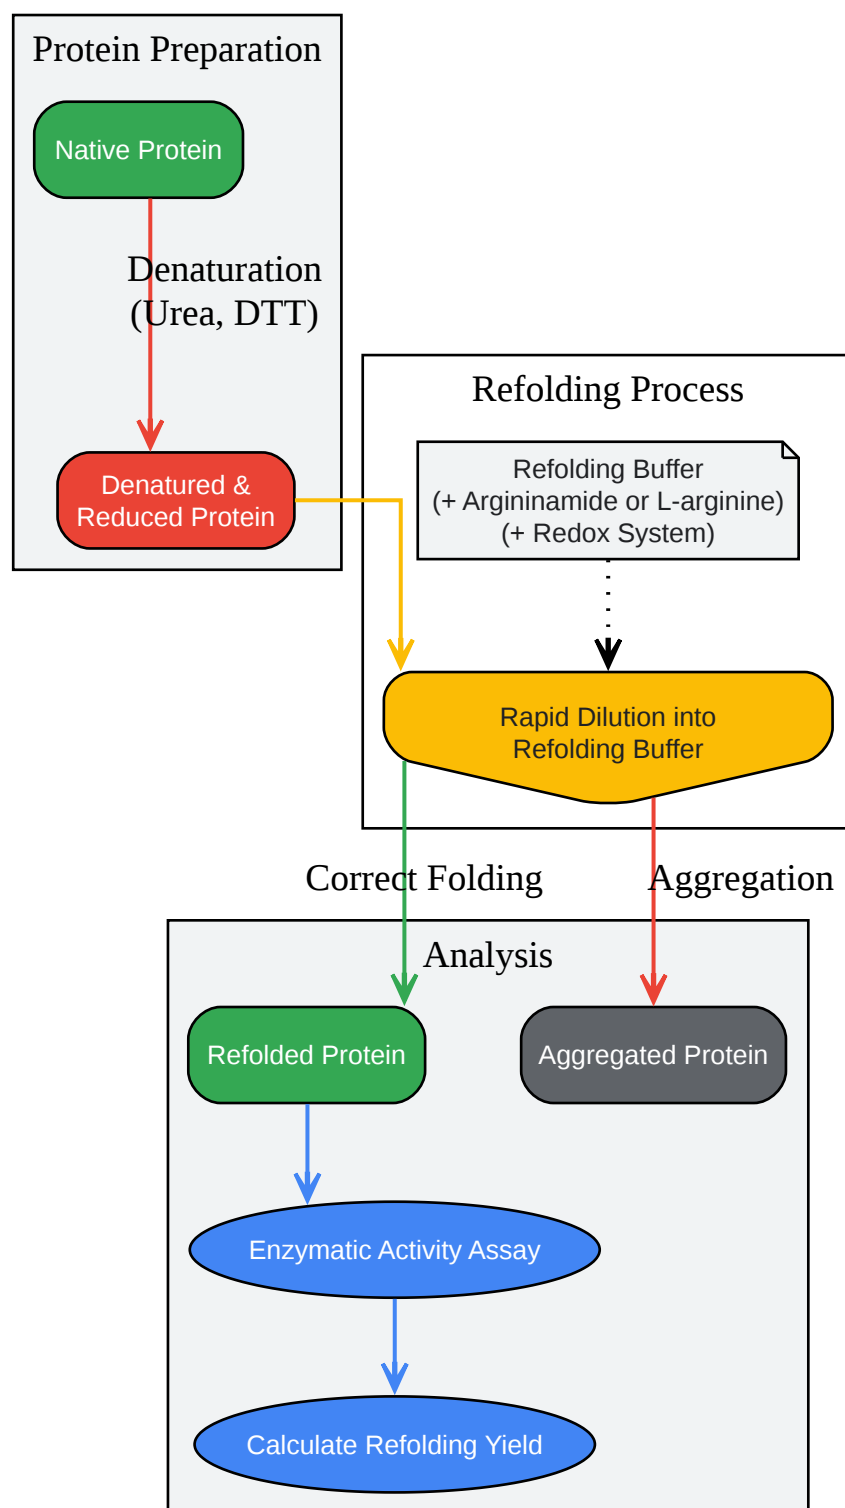 Protein Preparation
Native Protein
Denaturation
(Urea, DTT)
Denatured &
Reduced Protein
Refolding Process
Refolding Buffer
(+ Argininamide or L-arginine)
(+ Redox System)
Rapid Dilution into
Refolding Buffer
Correct Folding
Aggregation
Analysis
Refolded Protein
Aggregated Protein
Enzymatic Activity Assay
Calculate Refolding Yield